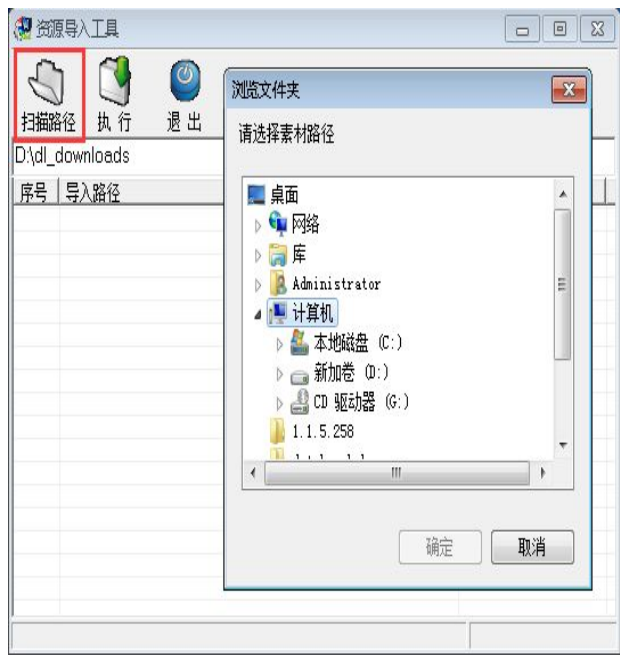 资源导入工具
扫描路径 执行 退出
D:\dl_downloads
序号 导入路径
浏览文件夹
请选择素材路径
桌面
网络
库
Administrator
计算机
本地磁盘 (C:)
新加卷 (D:)
CD 驱动器 (G:)
1.1.5.258
确定 取消